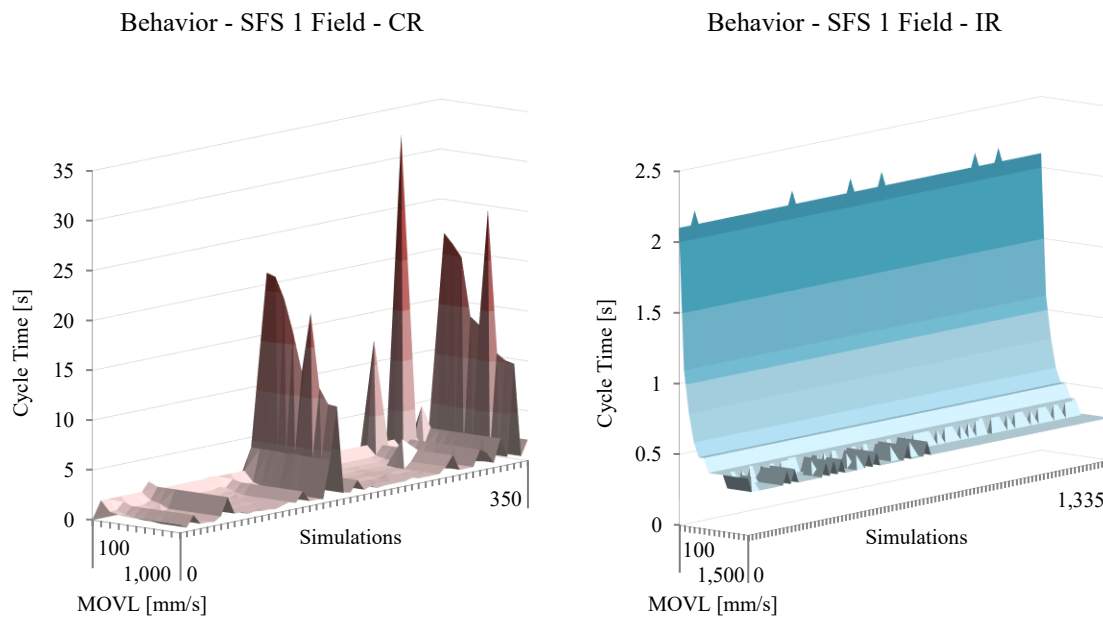 Behavior - SFS 1 Field - CR
35
30
25
20
15
10
5
0
Cycle Time [s]
100
1,000
0
MOVL [mm/s]
Simulations
350
Behavior - SFS 1 Field - IR
2.5
2
1.5
1
0.5
0
Cycle Time [s]
100
1,500
0
MOVL [mm/s]
Simulations
1,335